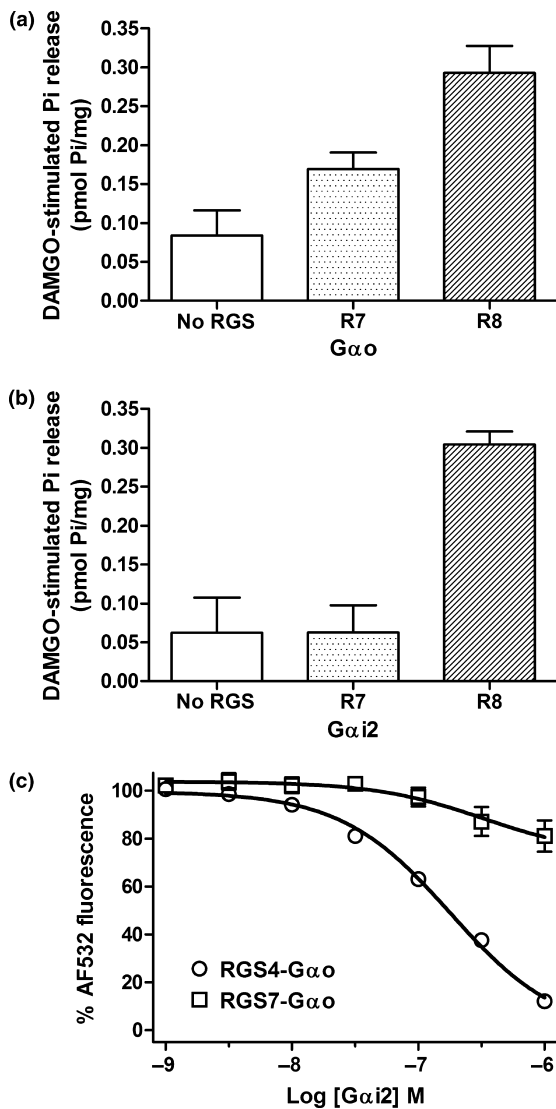 (a)
DAMGO-stimulated Pi release
(pmol Pi/mg)
0.35
0.30
0.25
0.20
0.15
0.10
0.05
0.00
No RGS R7 R8
Gαo
(b)
DAMGO-stimulated Pi release
(pmol Pi/mg)
0.35
0.30
0.25
0.20
0.15
0.10
0.05
0.00
No RGS R7 R8
Gαi2
(c)
% AF532 fluorescence
100
80
60
40
20
0
RGS4-Gαo
RGS7-Gαo
–9 –8 –7 –6
Log [Gαi2] M